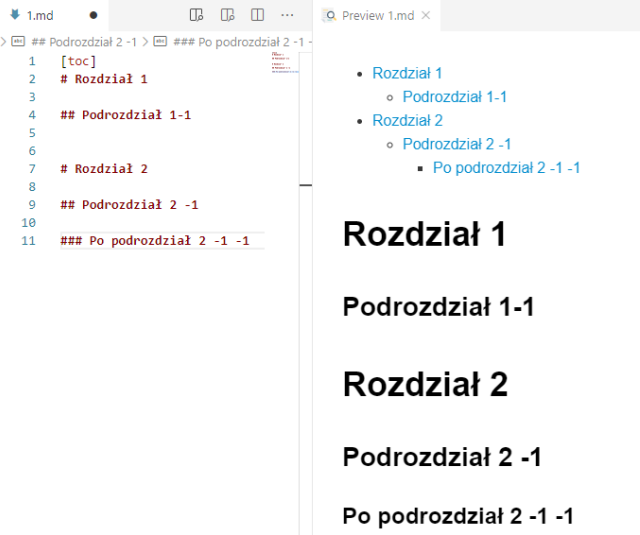 1.md
## Podrozdział 2 -1 > ### Po podrozdział 2 -1 -
1 [toc]
2 # Rozdział 1
3
4 ## Podrozdział 1-1
5
6
7 # Rozdział 2
8
9 ## Podrozdział 2 -1
10
11 ### Po podrozdział 2 -1 -1
Preview 1.md
Rozdział 1
Podrozdział 1-1
Rozdział 2
Podrozdział 2 -1
Po podrozdział 2 -1 -1
Rozdział 1
Podrozdział 1-1
Rozdział 2
Podrozdział 2 -1
Po podrozdział 2 -1 -1